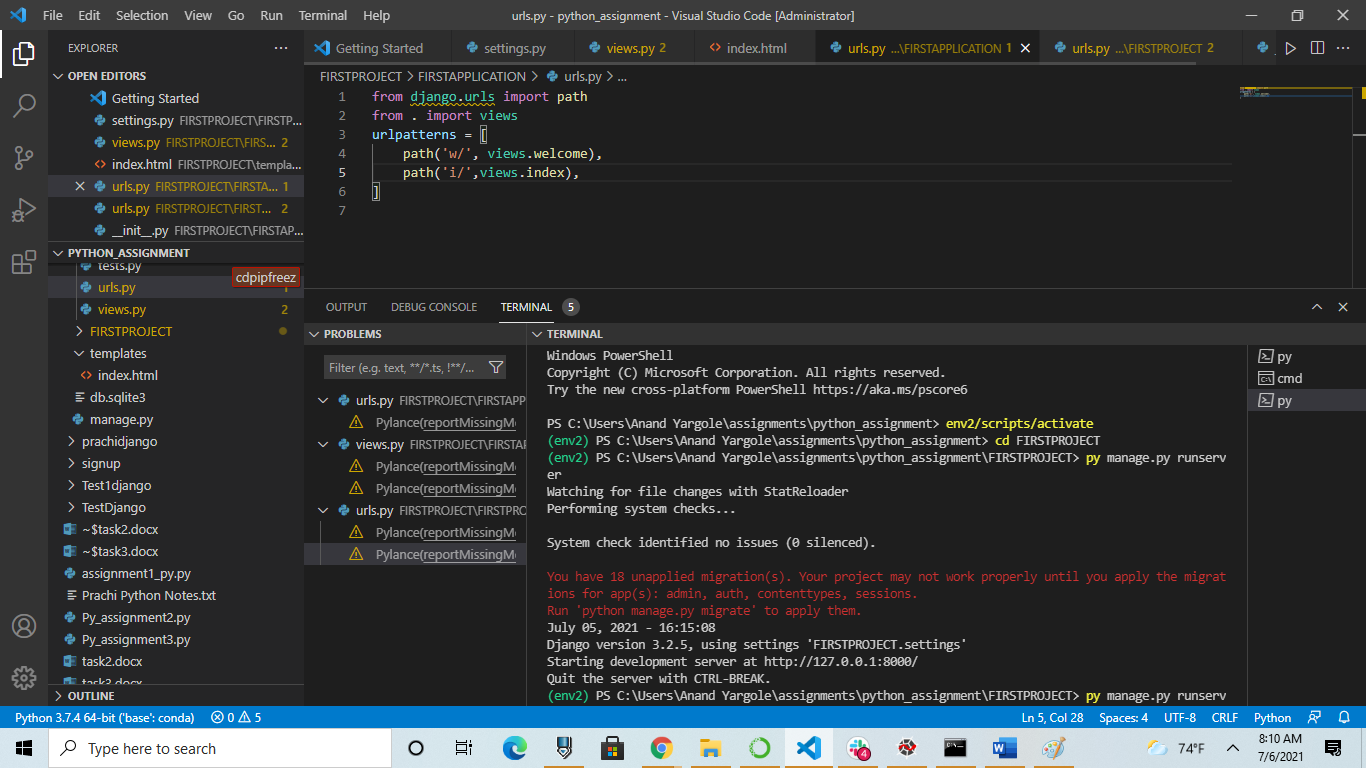 File Edit Selection View Go Run Terminal Help
urls.py - python_assignment - Visual Studio Code [Administrator]
EXPLORER
OPEN EDITORS
Getting Started
settings.py FIRSTPROJECT\FIRSTP...
views.py FIRSTPROJECT\FIRS... 2
index.html FIRSTPROJECT\templa...
urls.py FIRSTPROJECT\FIRSTA... 1
urls.py FIRSTPROJECT\FIRST... 2
__init__.py FIRSTPROJECT\FIRSTAP...
PYTHON_ASSIGNMENT
tests.py
cdpipfreez
urls.py 1
views.py 2
FIRSTPROJECT
templates
index.html
db.sqlite3
manage.py
prachidjango
signup
Test1django
TestDjango
~$task2.docx
~$task3.docx
assignment1_py.py
Prachi Python Notes.txt
Py_assignment2.py
Py_assignment3.py
task2.docx
task3.docx
OUTLINE
Getting Started
settings.py
views.py 2
index.html
urls.py ...\FIRSTAPPLICATION 1
urls.py ...\FIRSTPROJECT 2
FIRSTPROJECT > FIRSTAPPLICATION > urls.py > ...
1 from django.urls import path
2 from . import views
3 urlpatterns = [
4 path('w/', views.welcome),
5 path('i/',views.index),
6 ]
7
OUTPUT DEBUG CONSOLE TERMINAL 5
PROBLEMS
Filter (e.g. text, **/*.ts, !**/...
urls.py FIRSTPROJECT\FIRSTAPP
Pylance(reportMissingMo
views.py FIRSTPROJECT\FIRSTAP
Pylance(reportMissingMo
Pylance(reportMissingMo
urls.py FIRSTPROJECT\FIRSTPRO
Pylance(reportMissingMo
Pylance(reportMissingMo
TERMINAL
Windows PowerShell
Copyright (C) Microsoft Corporation. All rights reserved.
Try the new cross-platform PowerShell https://aka.ms/pscore6
PS C:\Users\Anand Yargole\assignments\python_assignment> env2/scripts/activate
(env2) PS C:\Users\Anand Yargole\assignments\python_assignment> cd FIRSTPROJECT
(env2) PS C:\Users\Anand Yargole\assignments\python_assignment\FIRSTPROJECT> py manage.py runserv
er
Watching for file changes with StatReloader
Performing system checks...
System check identified no issues (0 silenced).
You have 18 unapplied migration(s). Your project may not work properly until you apply the migrat
ions for app(s): admin, auth, contenttypes, sessions.
Run 'python manage.py migrate' to apply them.
July 05, 2021 - 16:15:08
Django version 3.2.5, using settings 'FIRSTPROJECT.settings'
Starting development server at http://127.0.0.1:8000/
Quit the server with CTRL-BREAK.
(env2) PS C:\Users\Anand Yargole\assignments\python_assignment\FIRSTPROJECT> py manage.py runserv
py
cmd
py
Python 3.7.4 64-bit ('base': conda) 0 5
Ln 5, Col 28 Spaces: 4 UTF-8 CRLF Python
Type here to search
4
74°F
8:10 AM
7/6/2021